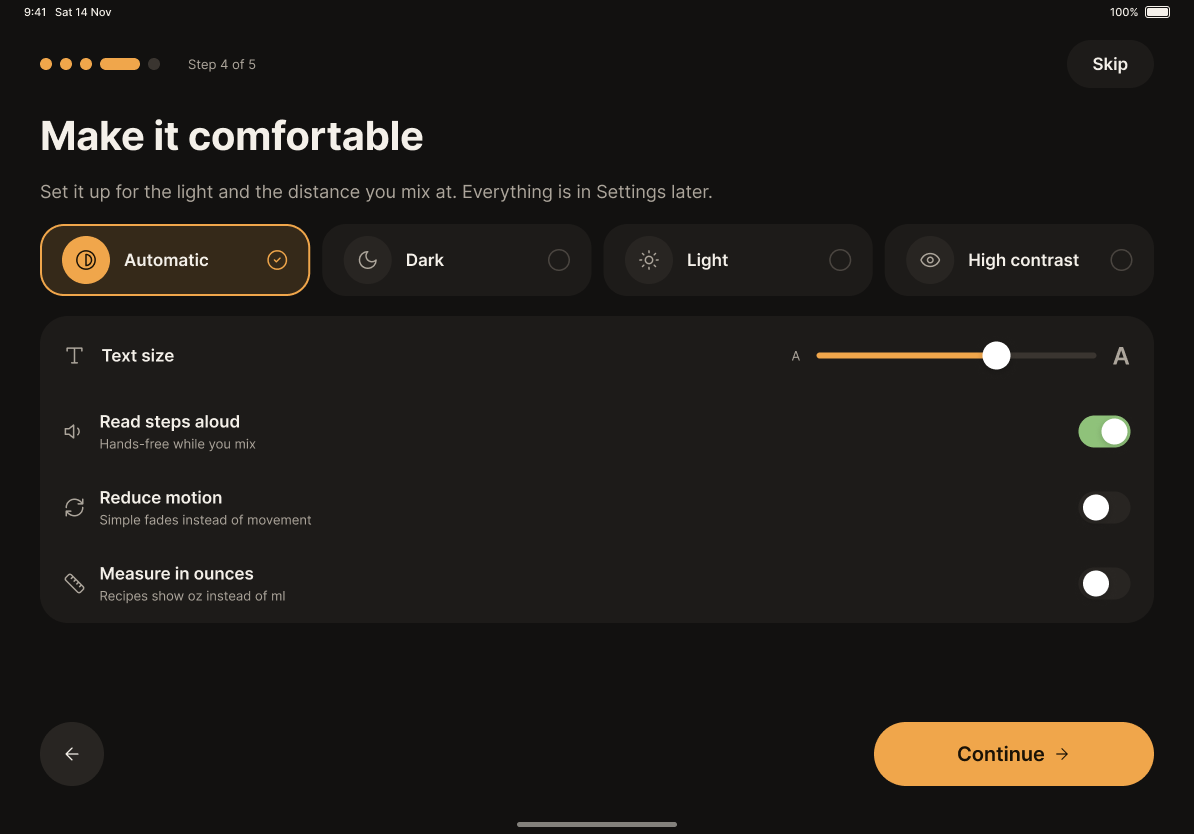 9:41 Sat 14 Nov
100%
Step 4 of 5
Skip
Make it comfortable
Set it up for the light and the distance you mix at. Everything is in Settings later.
Automatic
Dark
Light
High contrast
Text size
A
A
Read steps aloud
Hands-free while you mix
Reduce motion
Simple fades instead of movement
Measure in ounces
Recipes show oz instead of ml
Continue